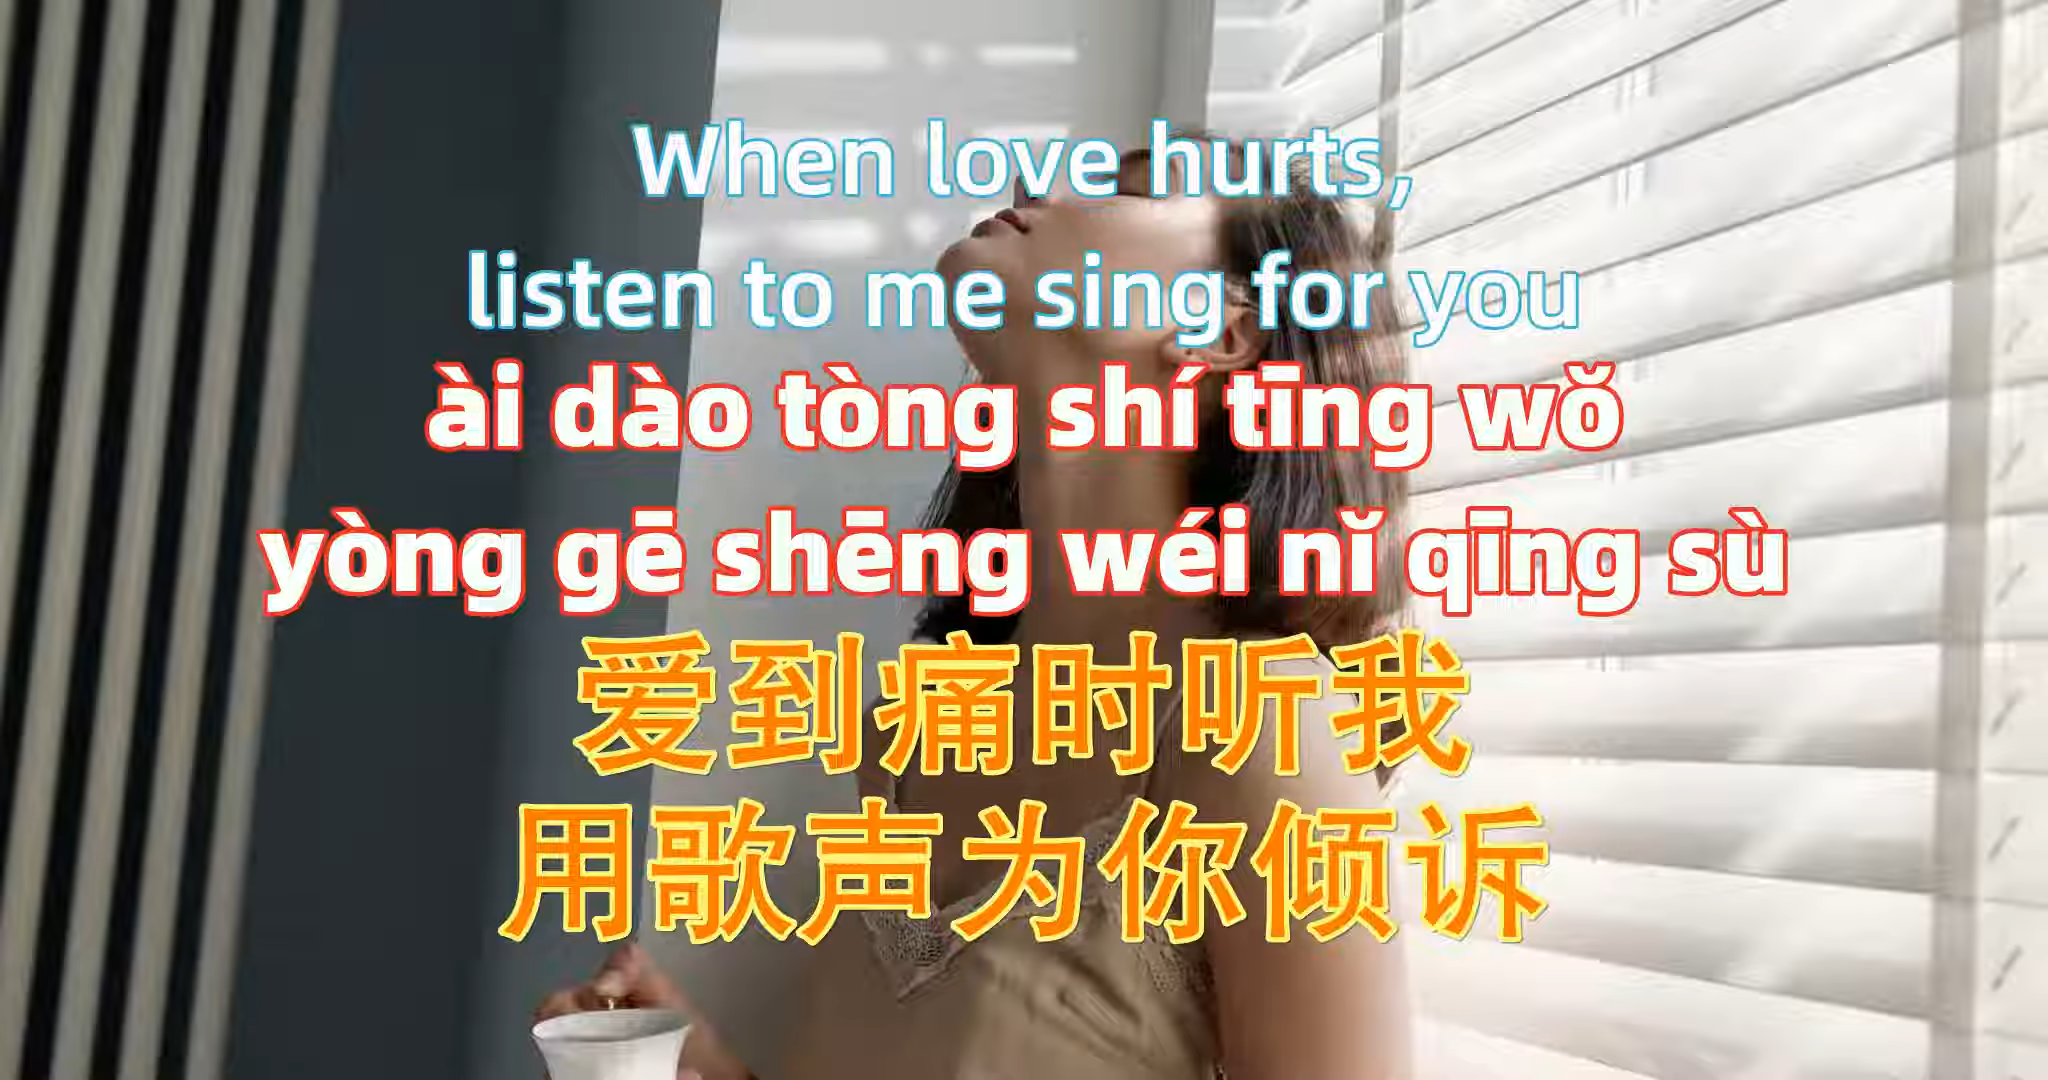 When love hurts,
listen to me sing for you
ài dào tòng shí tīng wǒ
yòng gē shēng wéi nǐ qīng sù
爱到痛时听我
用歌声为你倾诉